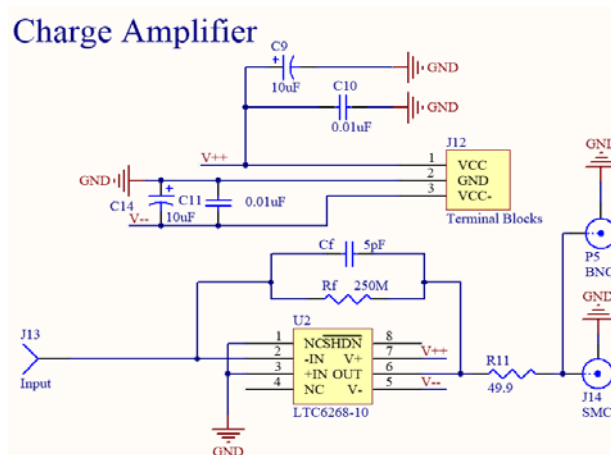 Charge Amplifier
C9
GND
10uF
C10
GND
0.01uF
J12
V++
1 VCC
GND
2 GND
3 VCC-
C14
C11
0.01uF
10uF
V--
Terminal Blocks
GND
P5
BNC
Cf 5pF
Rf 250M
U2
J13
Input
1 NC SHDN 8
2 -IN V+ 7 V++
3 +IN OUT 6
4 NC V- 5 V--
LTC6268-10
GND
R11
49.9
GND
J14
SMC